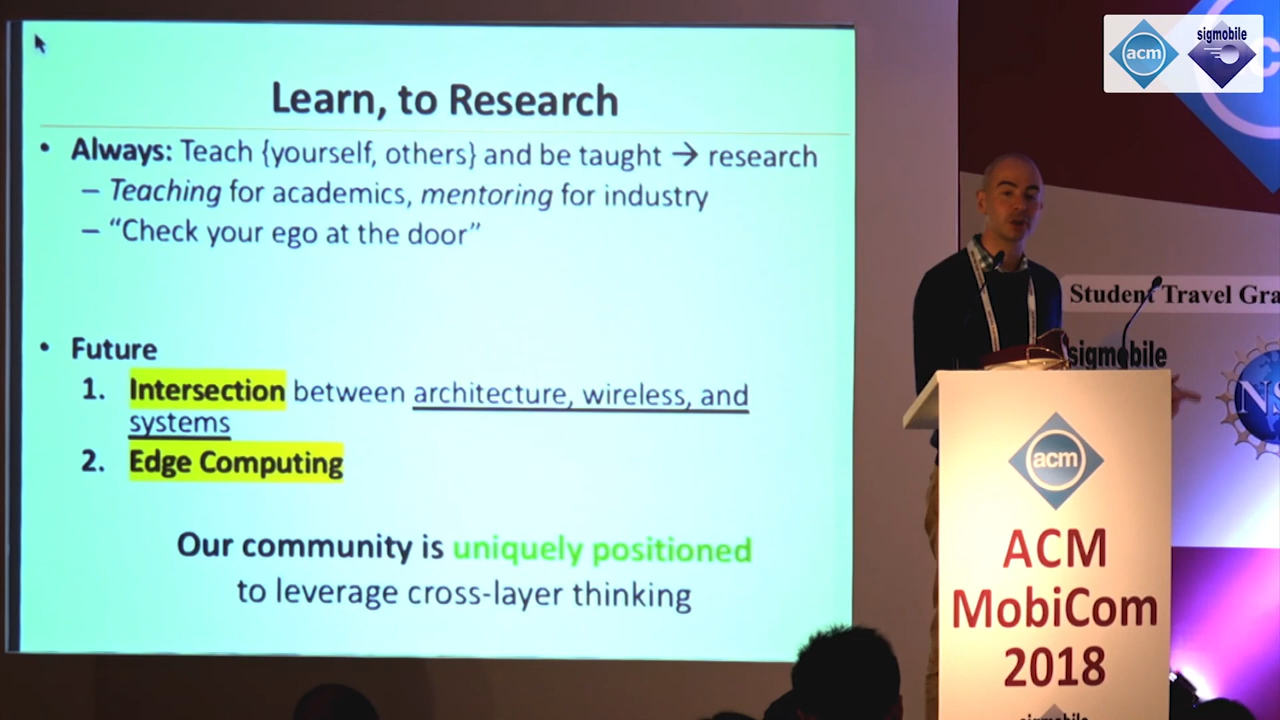 Learn, to Research
• Always: Teach {yourself, others} and be taught → research
– Teaching for academics, mentoring for industry
– "Check your ego at the door"
• Future
1. Intersection between architecture, wireless, and
systems
2. Edge Computing
Our community is uniquely positioned
to leverage cross-layer thinking
acm
sigmobile
Student Travel Gra
sigmobile
NS
acm
ACM
MobiCom
2018
sigmobile